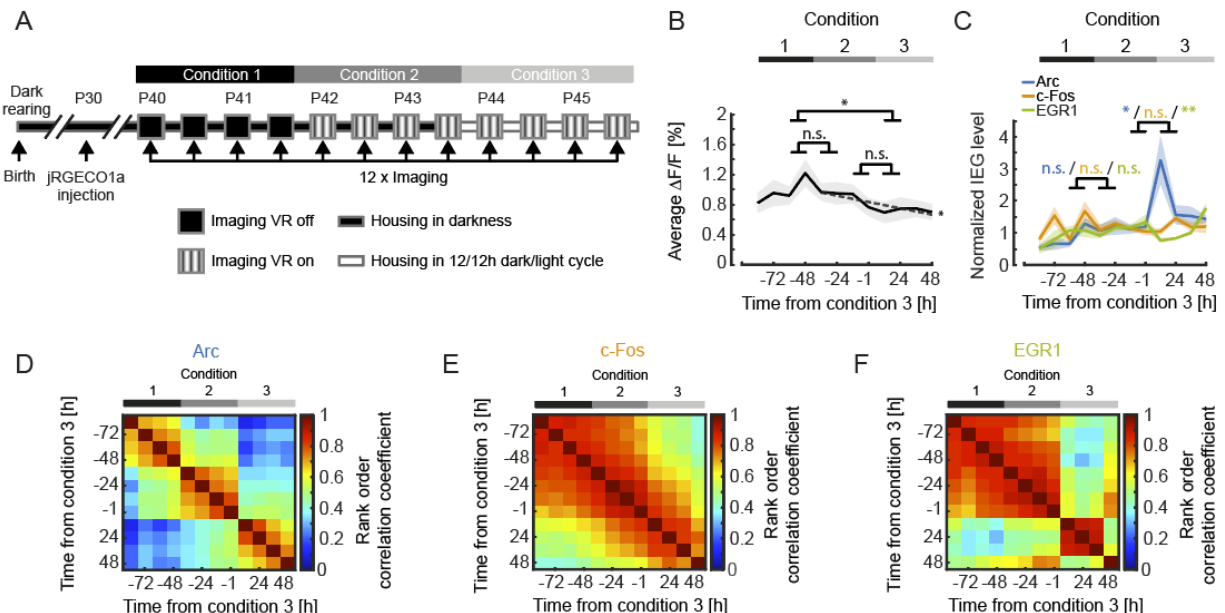 A
Condition 1 Condition 2 Condition 3
Dark rearing
P30 P40 P41 P42 P43 P44 P45
Birth
jRGECO1a injection
12 x Imaging
Imaging VR off
Housing in darkness
Imaging VR on
Housing in 12/12h dark/light cycle
B
Condition
1 2 3
*
n.s.
n.s.
*
Average ΔF/F [%]
2
1.6
1.2
0.8
0.4
0
-72 -48 -24 -1 24 48
Time from condition 3 [h]
C
Condition
1 2 3
Arc
c-Fos
EGR1
* / n.s. / **
n.s. / n.s. / n.s.
Normalized IEG level
4
3
2
1
0
-72 -48 -24 -1 24 48
Time from condition 3 [h]
D
Arc
Condition
1 2 3
Time from condition 3 [h]
-72
-48
-24
-1
24
48
-72 -48 -24 -1 24 48
Time from condition 3 [h]
1
0.8
0.6
0.4
0.2
0
Rank order
correlation coeefficient
E
c-Fos
Condition
1 2 3
Time from condition 3 [h]
-72
-48
-24
-1
24
48
-72 -48 -24 -1 24 48
Time from condition 3 [h]
1
0.8
0.6
0.4
0.2
0
Rank order
correlation coeefficient
F
EGR1
Condition
1 2 3
Time from condition 3 [h]
-72
-48
-24
-1
24
48
-72 -48 -24 -1 24 48
Time from condition 3 [h]
1
0.8
0.6
0.4
0.2
0
Rank order
correlation coeefficient